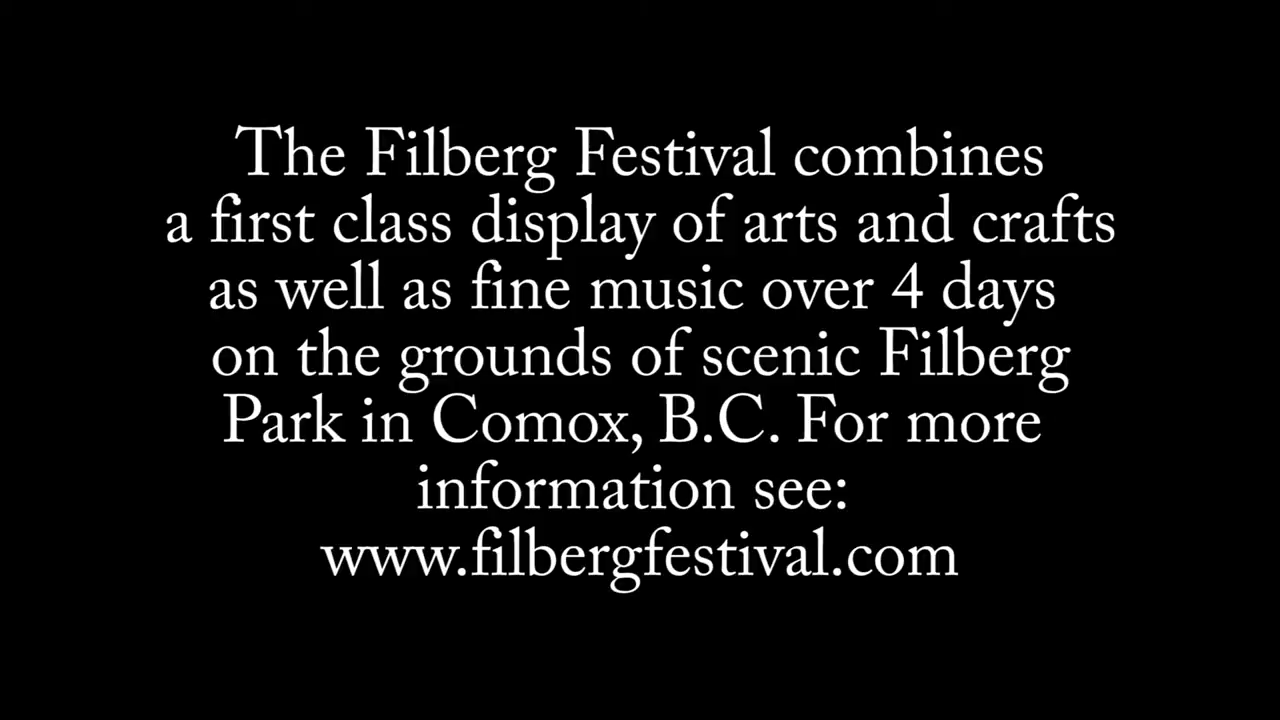 The Filberg Festival combines
a first class display of arts and crafts
as well as fine music over 4 days
on the grounds of scenic Filberg
Park in Comox, B.C. For more
information see:
www.filbergfestival.com